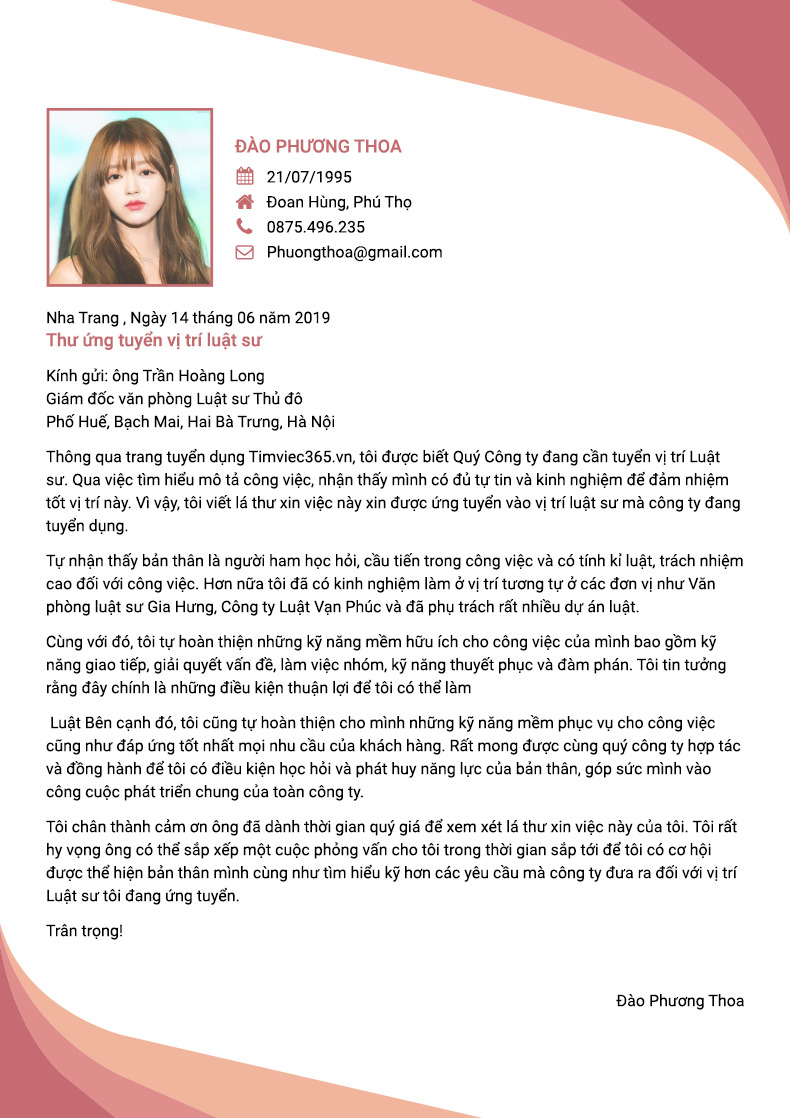 ĐÀO PHƯƠNG THOA
21/07/1995
Đoan Hùng, Phú Thọ
0875.496.235
Phuongthoa@gmail.com
Nha Trang , Ngày 14 tháng 06 năm 2019
Thư ứng tuyển vị trí luật sư
Kính gửi: ông Trần Hoàng Long
Giám đốc văn phòng Luật sư Thủ đô
Phố Huế, Bạch Mai, Hai Bà Trưng, Hà Nội
Thông qua trang tuyển dụng Timviec365.vn, tôi được biết Quý Công ty đang cần tuyển vị trí Luật
sư. Qua việc tìm hiểu mô tả công việc, nhận thấy mình có đủ tự tin và kinh nghiệm để đảm nhiệm
tốt vị trí này. Vì vậy, tôi viết lá thư xin việc này xin được ứng tuyển vào vị trí luật sư mà công ty đang
tuyển dụng.
Tự nhận thấy bản thân là người ham học hỏi, cầu tiến trong công việc và có tính kỉ luật, trách nhiệm
cao đối với công việc. Hơn nữa tôi đã có kinh nghiệm làm ở vị trí tương tự ở các đơn vị như Văn
phòng luật sư Gia Hưng, Công ty Luật Vạn Phúc và đã phụ trách rất nhiều dự án luật.
Cùng với đó, tôi tự hoàn thiện những kỹ năng mềm hữu ích cho công việc của mình bao gồm kỹ
năng giao tiếp, giải quyết vấn đề, làm việc nhóm, kỹ năng thuyết phục và đàm phán. Tôi tin tưởng
rằng đây chính là những điều kiện thuận lợi để tôi có thể làm
Luật Bên cạnh đó, tôi cũng tự hoàn thiện cho mình những kỹ năng mềm phục vụ cho công việc
cũng như đáp ứng tốt nhất mọi nhu cầu của khách hàng. Rất mong được cùng quý công ty hợp tác
và đồng hành để tôi có điều kiện học hỏi và phát huy năng lực của bản thân, góp sức mình vào
công cuộc phát triển chung của toàn công ty.
Tôi chân thành cảm ơn ông đã dành thời gian quý giá để xem xét lá thư xin việc này của tôi. Tôi rất
hy vọng ông có thể sắp xếp một cuộc phỏng vấn cho tôi trong thời gian sắp tới để tôi có cơ hội
được thể hiện bản thân mình cùng như tìm hiểu kỹ hơn các yêu cầu mà công ty đưa ra đối với vị trí
Luật sư tôi đang ứng tuyển.
Trân trọng!
Đào Phương Thoa